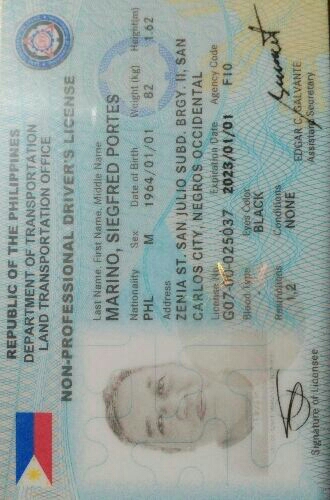 REPUBLIC OF THE PHILIPPINES
DEPARTMENT OF TRANSPORTATION
LAND TRANSPORTATION OFFICE
NON-PROFESSIONAL DRIVER'S LICENSE
Last Name, First Name, Middle Name
MARINO, SIEGFRED PORTES
Nationality Sex Date of Birth Weight (kg) Height(m)
PHL M 1964/01/01 82 1.62
Address
ZENIA ST. SAN JULIO SUBD. BRGY. II, SAN
CARLOS CITY, NEGROS OCCIDENTAL
License No. Expiration Date Agency Code
G07-00-025037 2023/01/01 F10
Blood Type Eyes Color
BLACK
Restrictions Conditions
1,2 NONE
EDGAR C. GALVANTE
Assistant Secretary
Signature of Licensee